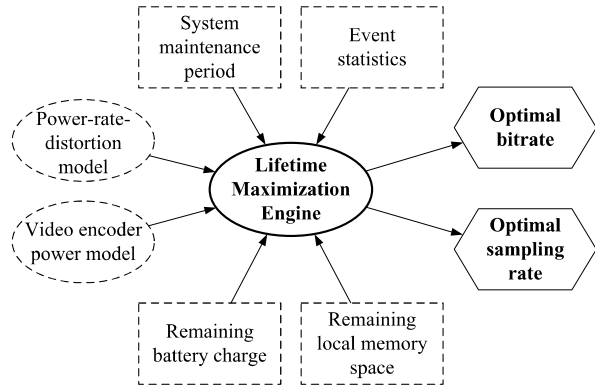 System
maintenance
period
Event
statistics
Power-rate-
distortion
model
Lifetime
Maximization
Engine
Optimal
bitrate
Video encoder
power model
Optimal
sampling
rate
Remaining
battery charge
Remaining
local memory
space